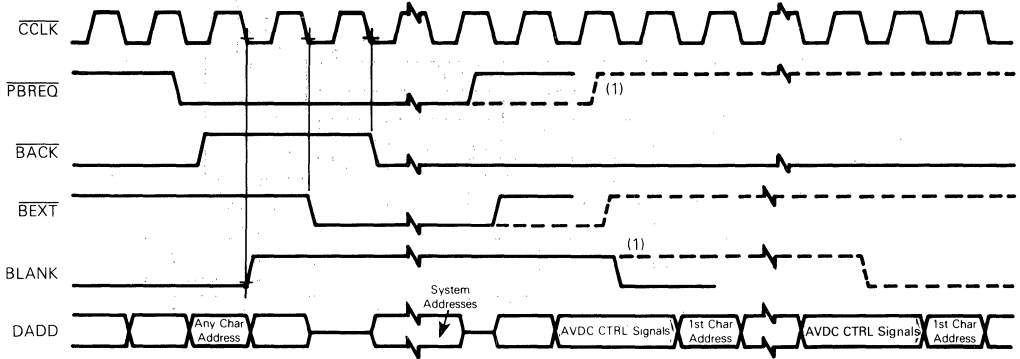 CCLK
PBREQ
(1)
BACK
BEXT
(1)
BLANK
System
Addresses
DADD
Any Char
Address
AVDC CTRL Signals
1st Char
Address
AVDC CTRL Signals
1st Char
Address